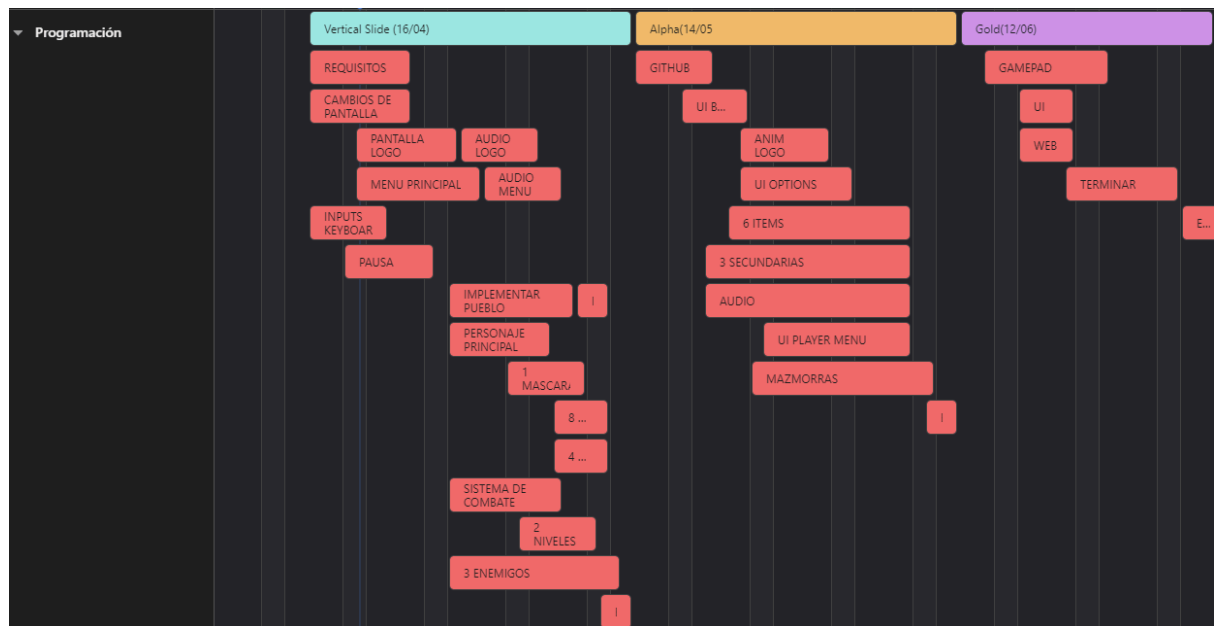 Programación
Vertical Slide (16/04)
Alpha(14/05
Gold(12/06)
REQUISITOS
GITHUB
GAMEPAD
CAMBIOS DE
PANTALLA
UI B...
UI
PANTALLA
LOGO
AUDIO
LOGO
ANIM
LOGO
WEB
MENU PRINCIPAL
AUDIO
MENU
UI OPTIONS
TERMINAR
INPUTS
KEYBOAR
6 ITEMS
E...
PAUSA
3 SECUNDARIAS
IMPLEMENTAR
PUEBLO
I
AUDIO
PERSONAJE
PRINCIPAL
UI PLAYER MENU
1
MASCAR
MAZMORRAS
8 ...
I
4 ...
SISTEMA DE
COMBATE
2
NIVELES
3 ENEMIGOS
I